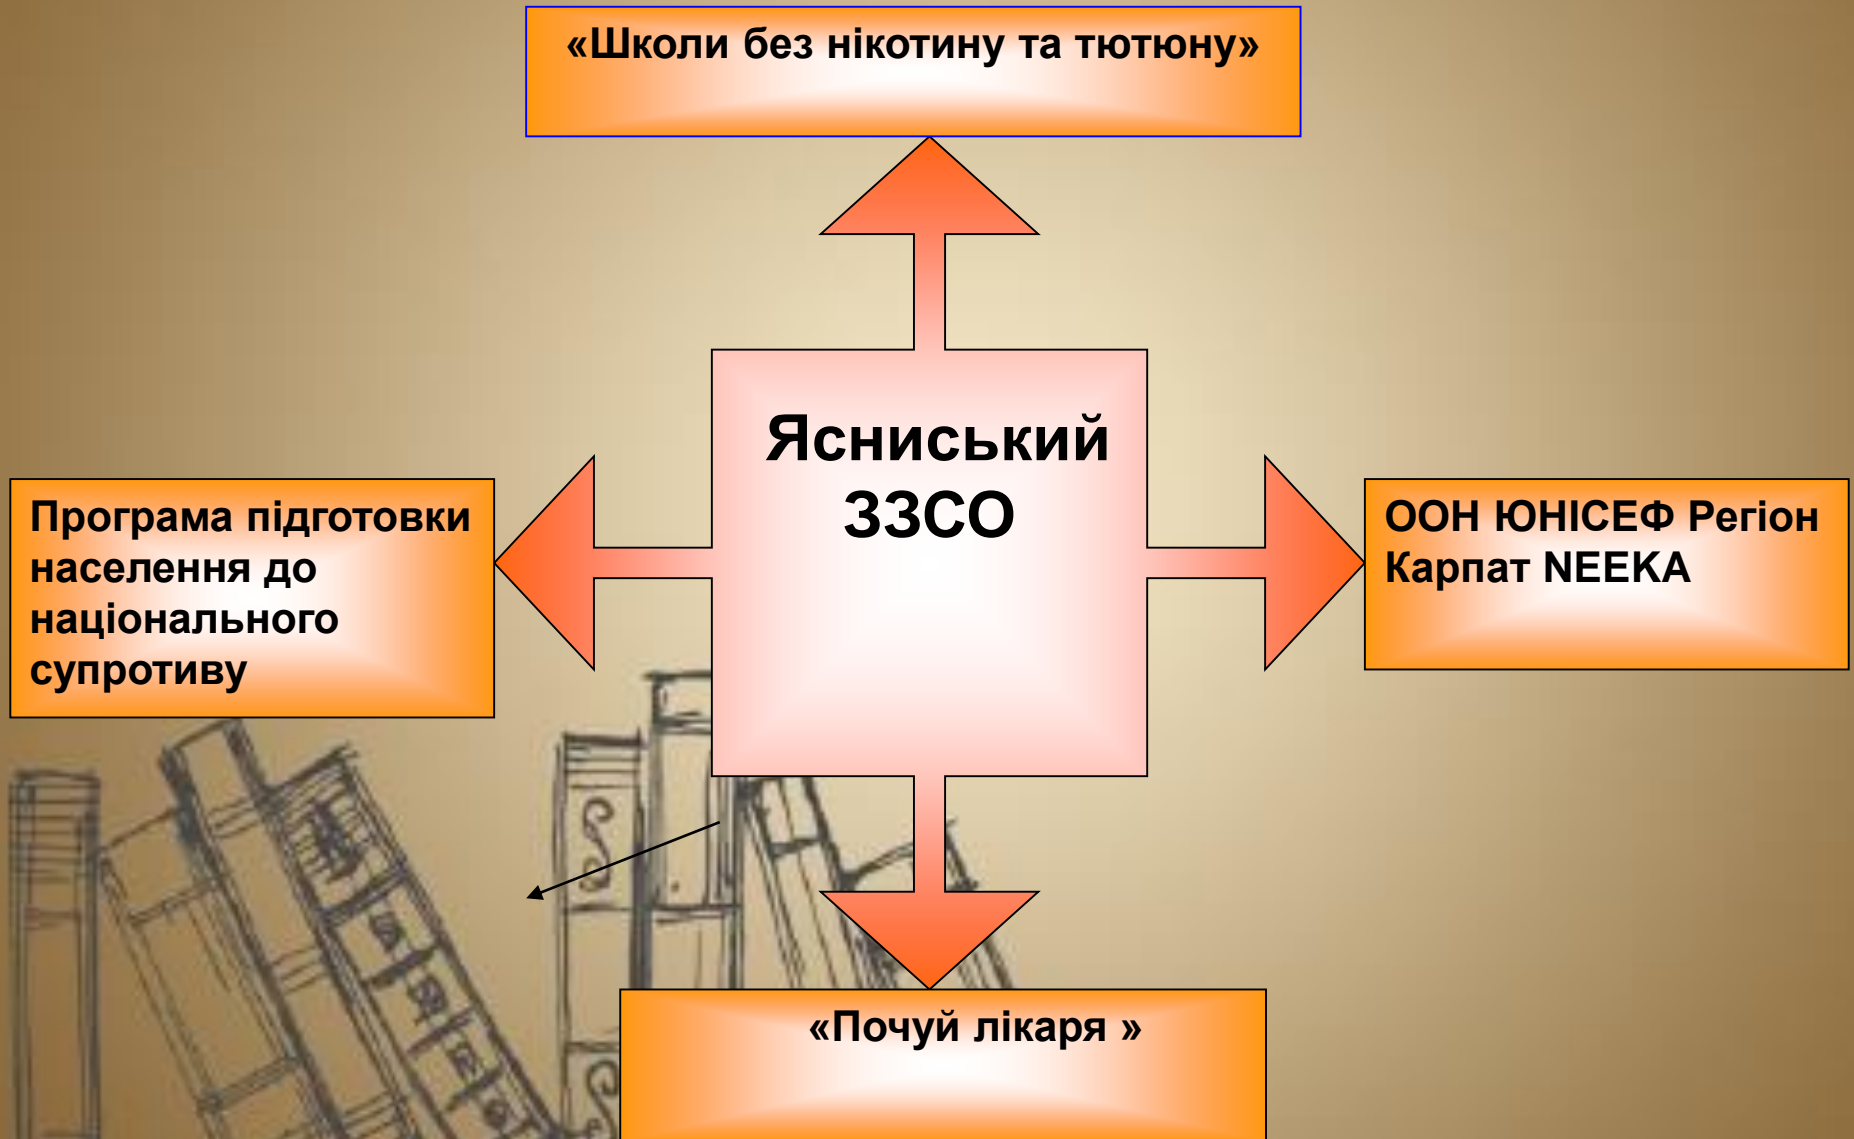 «Школи без нікотину та тютюну»
Ясниський
ЗЗСО
Програма підготовки
населення до
національного
супротиву
ООН ЮНІСЕФ Регіон
Карпат NEEKA
«Почуй лікаря »